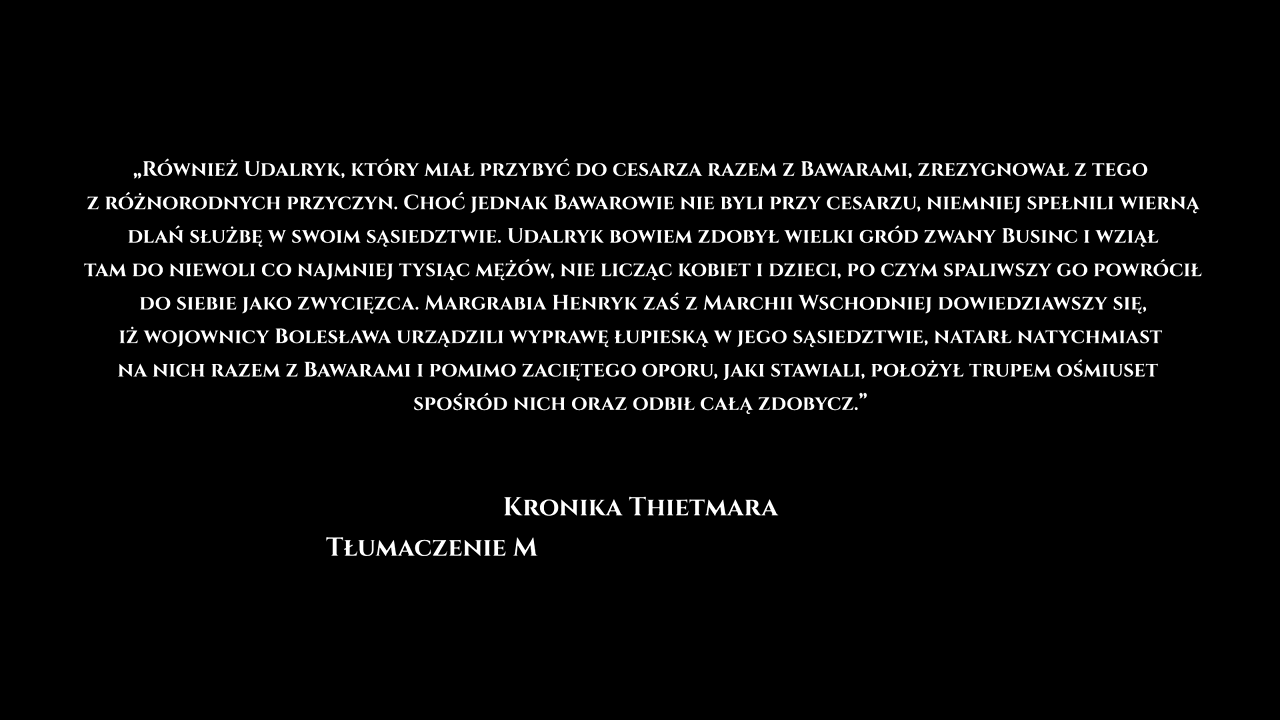 „Również Udalryk, który miał przybyć do cesarza razem z Bawarami, zrezygnował z tego
z różnorodnych przyczyn. Choć jednak Bawarowie nie byli przy cesarzu, niemniej spełnili wierną
dlań służbę w swoim sąsiedztwie. Udalryk bowiem zdobył wielki gród zwany Businc i wziął
tam do niewoli co najmniej tysiąc mężów, nie licząc kobiet i dzieci, po czym spaliwszy go powrócił
do siebie jako zwycięzca. Margrabia Henryk zaś z Marchii Wschodniej dowiedziawszy się,
iż wojownicy Bolesława urządzili wyprawę łupieską w jego sąsiedztwie, natarł natychmiast
na nich razem z Bawarami i pomimo zaciętego oporu, jaki stawiali, położył trupem ośmiuset
spośród nich oraz odbił całą zdobycz.”
Kronika Thietmara
Tłumaczenie M